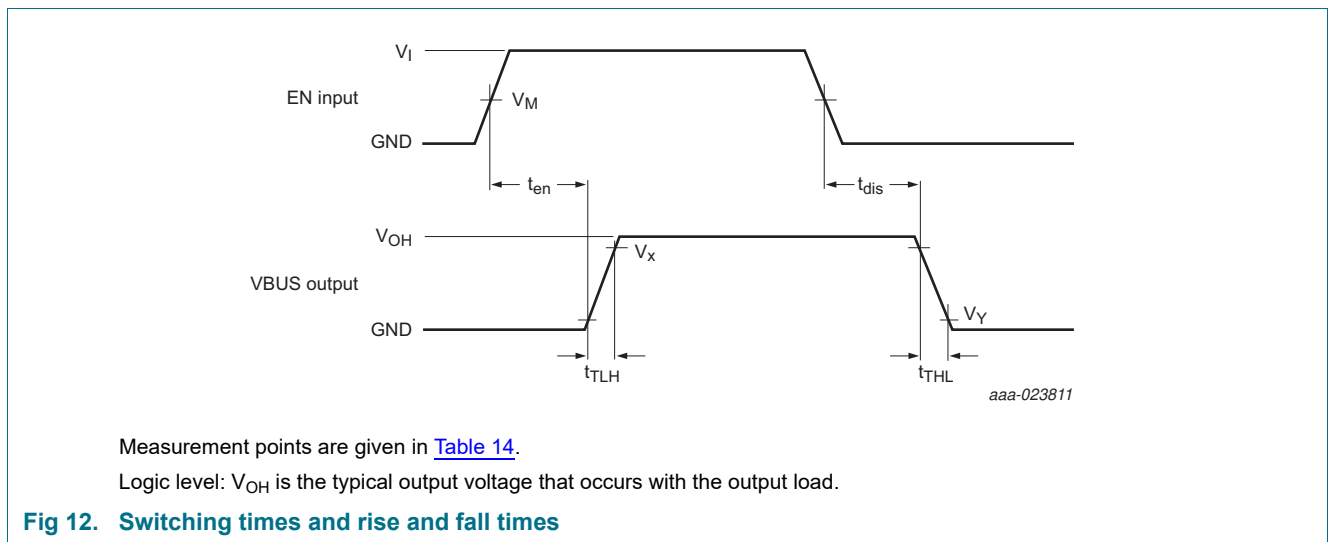 V_I
EN input
V_M
GND
t_en
t_dis
V_OH
V_x
VBUS output
V_Y
GND
t_TLH
t_THL
aaa-023811
Measurement points are given in Table 14.
Logic level: V_OH is the typical output voltage that occurs with the output load.
Fig 12. Switching times and rise and fall times